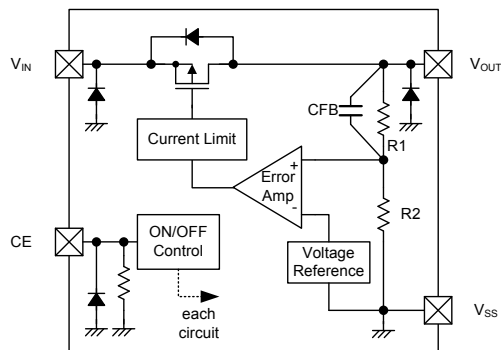 VIN
VOUT
CFB
R1
Current Limit
+
Error
Amp
-
R2
CE
ON/OFF
Control
Voltage
Reference
each
circuit
VSS